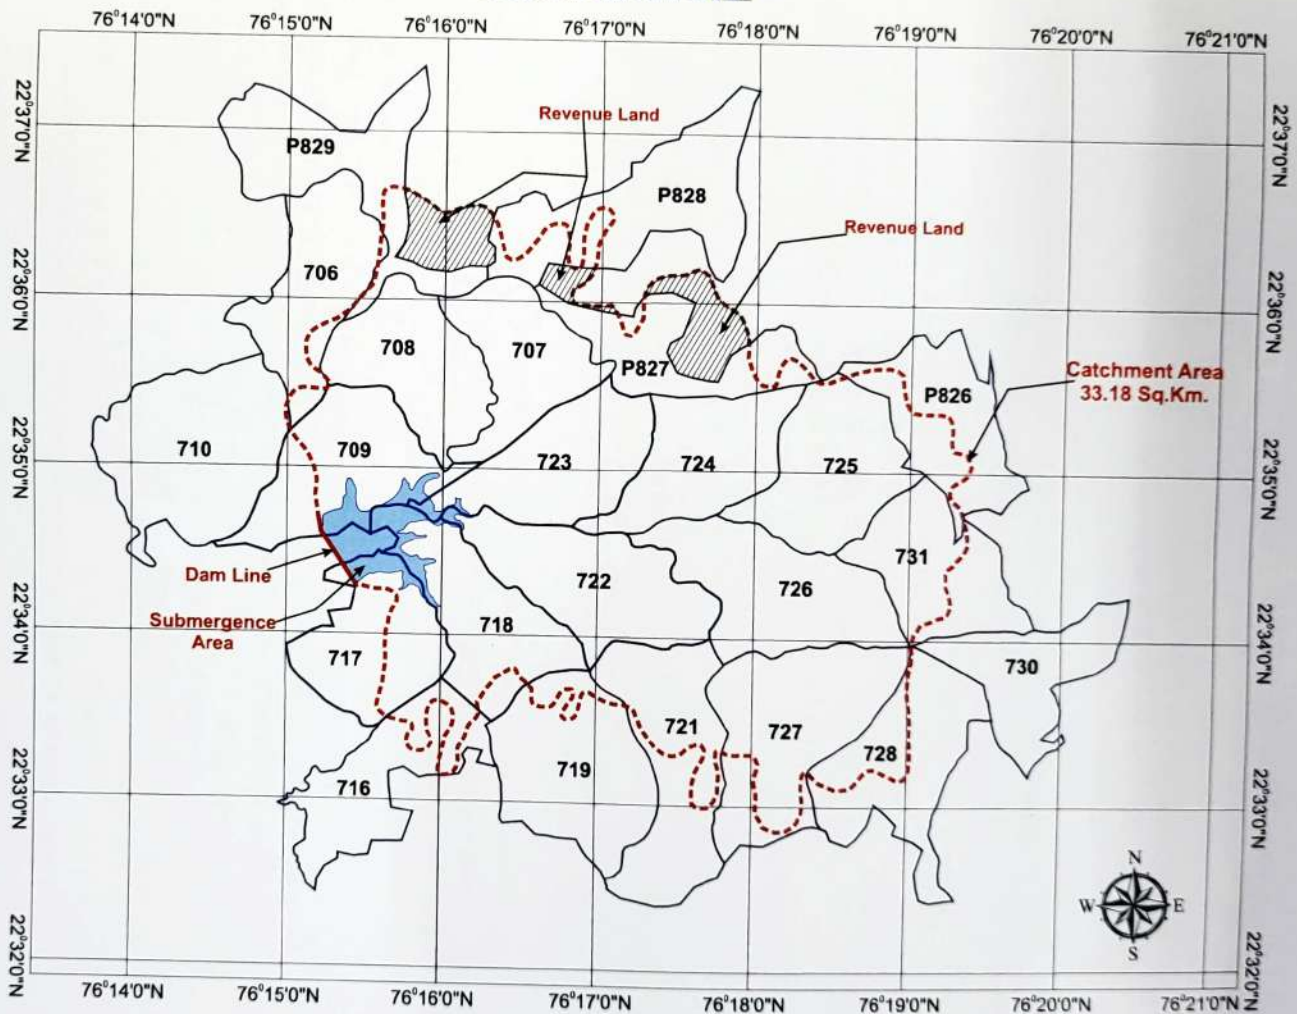 76°14'0"N 76°15'0"N 76°16'0"N 76°17'0"N 76°18'0"N 76°19'0"N 76°20'0"N 76°21'0"N
22°37'0"N
22°37'0"N
Revenue Land
P829
P828
Revenue Land
706
22°36'0"N
22°36'0"N
708
707
P827
Catchment Area
33.18 Sq.Km.
P826
710
709
723
724
725
22°35'0"N
22°35'0"N
Dam Line
722
726
731
Submergence
Area
718
22°34'0"N
22°34'0"N
717
730
721
727
728
719
716
22°33'0"N
22°33'0"N
N
W E
S
22°32'0"N
22°32'0"N
76°14'0"N 76°15'0"N 76°16'0"N 76°17'0"N 76°18'0"N 76°19'0"N 76°20'0"N 76°21'0"N